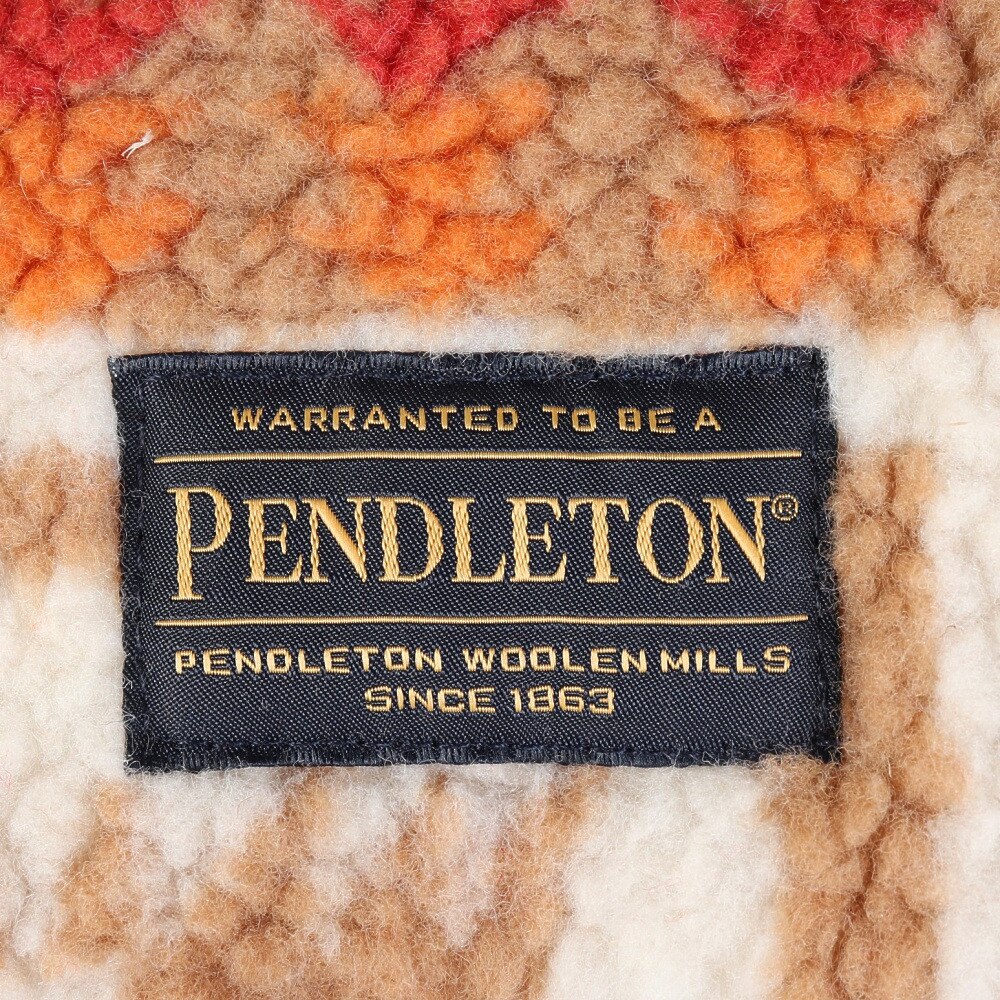 WARRANTED TO BE A
PENDLETON®
PENDLETON WOOLEN MILLS
SINCE 1863